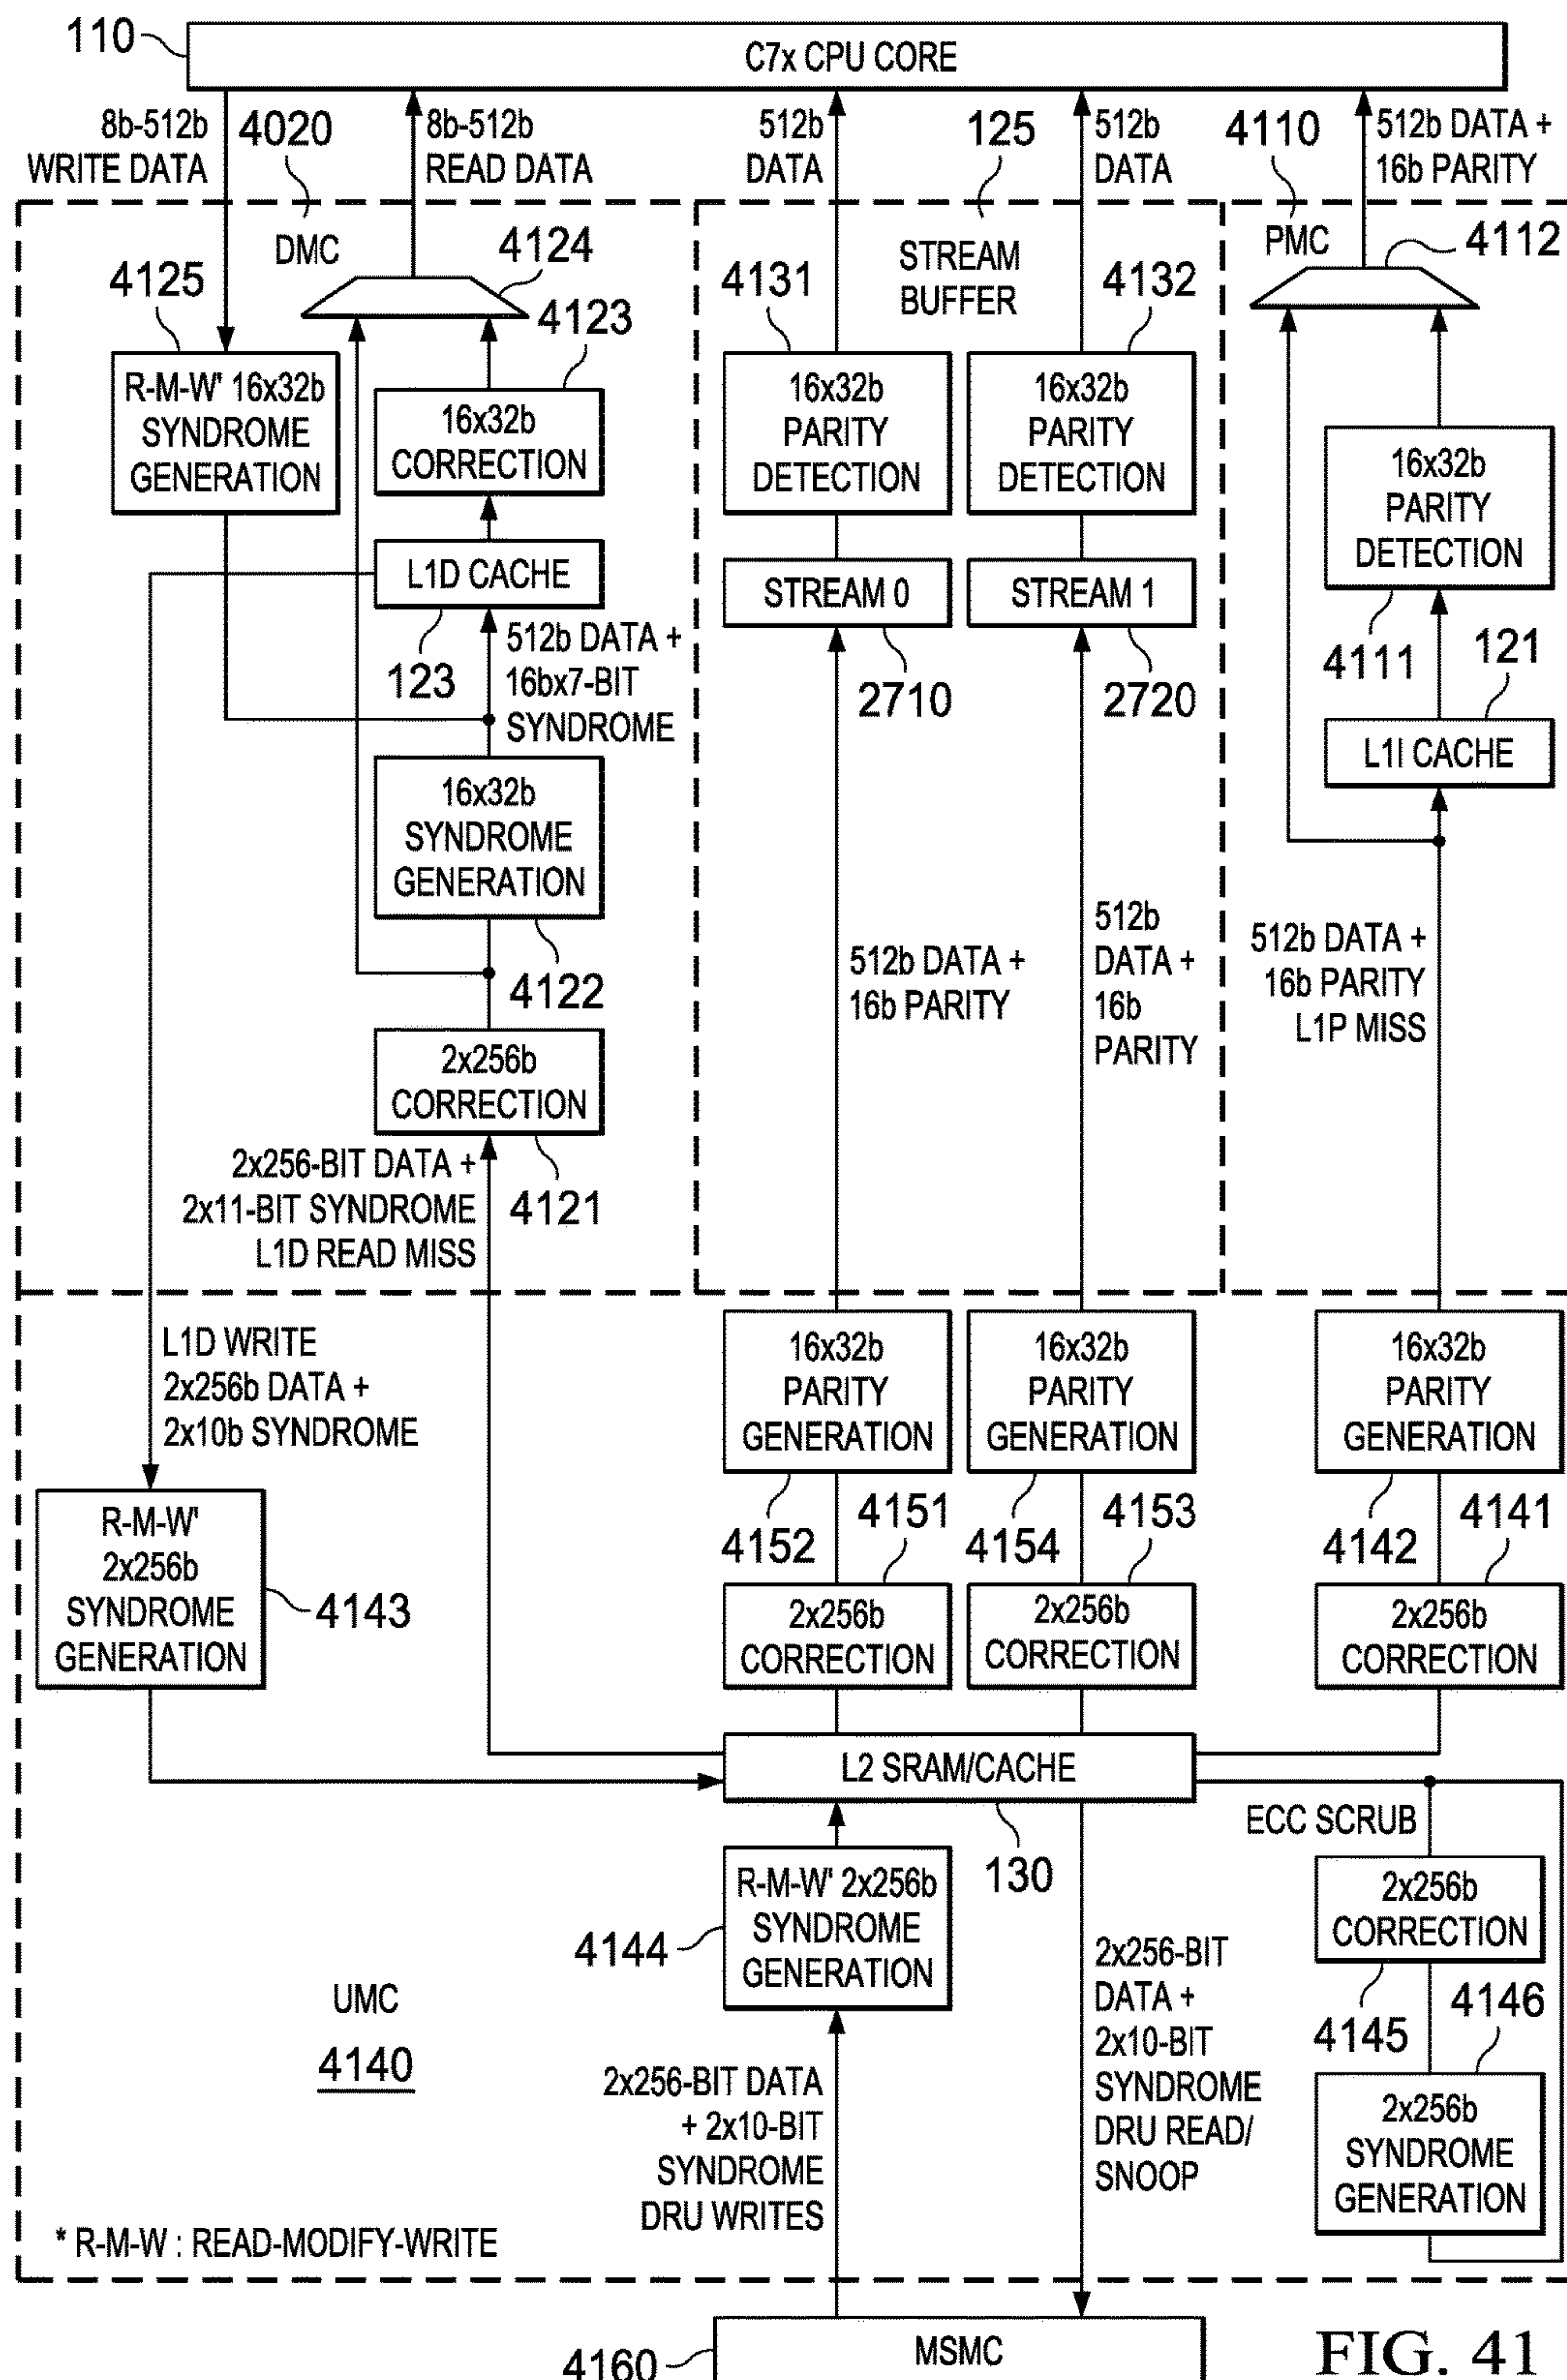 110
C7x CPU CORE
8b-512b
WRITE DATA
4020
8b-512b
READ DATA
512b
DATA
125
512b
DATA
4110
512b DATA +
16b PARITY
DMC
4124
4125
4123
R-M-W' 16x32b
SYNDROME
GENERATION
16x32b
CORRECTION
L1D CACHE
123
512b DATA +
16bx7-BIT
SYNDROME
16x32b
SYNDROME
GENERATION
4122
2x256b
CORRECTION
2x256-BIT DATA +
2x11-BIT SYNDROME
L1D READ MISS
4121
STREAM
BUFFER
4131
4132
16x32b
PARITY
DETECTION
16x32b
PARITY
DETECTION
STREAM 0
STREAM 1
2710
2720
512b DATA +
16b PARITY
512b
DATA +
16b
PARITY
PMC
4112
16x32b
PARITY
DETECTION
4111
121
L1I CACHE
512b DATA +
16b PARITY
L1P MISS
L1D WRITE
2x256b DATA +
2x10b SYNDROME
R-M-W'
2x256b
SYNDROME
GENERATION
4143
16x32b
PARITY
GENERATION
16x32b
PARITY
GENERATION
16x32b
PARITY
GENERATION
4152
4151
4154
4153
4142
4141
2x256b
CORRECTION
2x256b
CORRECTION
2x256b
CORRECTION
L2 SRAM/CACHE
130
ECC SCRUB
R-M-W' 2x256b
SYNDROME
GENERATION
4144
2x256b
CORRECTION
4145
4146
2x256b
SYNDROME
GENERATION
UMC
4140
2x256-BIT DATA
+ 2x10-BIT
SYNDROME
DRU WRITES
2x256-BIT
DATA +
2x10-BIT
SYNDROME
DRU READ/
SNOOP
* R-M-W : READ-MODIFY-WRITE
MSMC
4160
FIG. 41